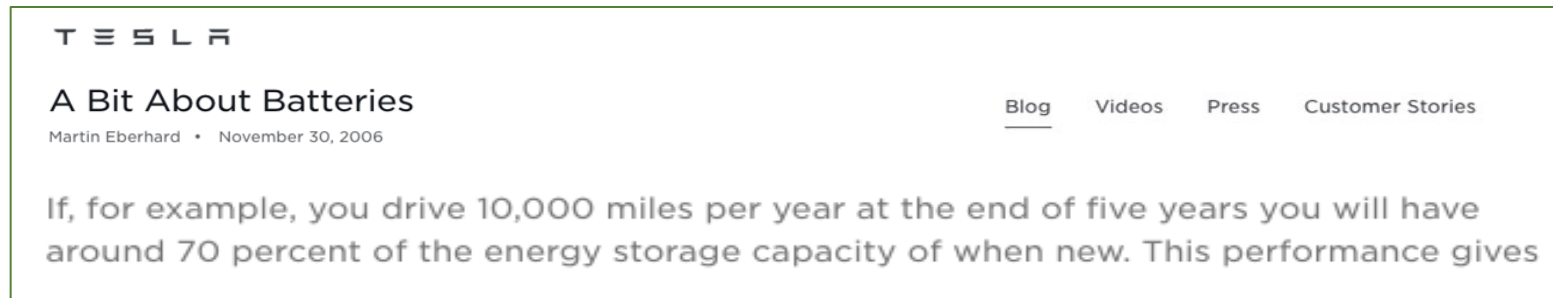 TESLA
A Bit About Batteries
Blog Videos Press Customer Stories
Martin Eberhard • November 30, 2006
If, for example, you drive 10,000 miles per year at the end of five years you will have
around 70 percent of the energy storage capacity of when new. This performance gives